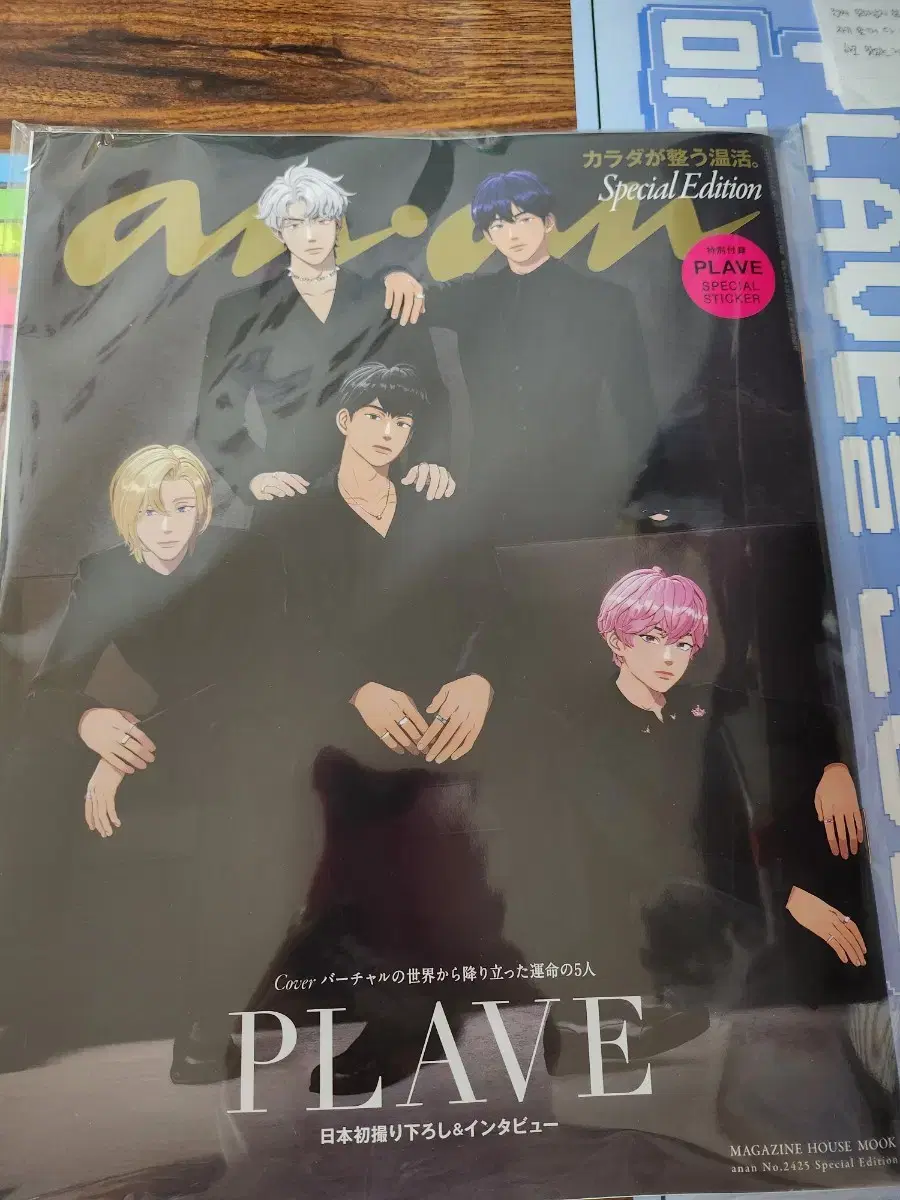 カラダが整う温活。
an・an
Special Edition
特別付録
PLAVE
SPECIAL
STICKER
Cover バーチャルの世界から降り立った運命の5人
PLAVE
日本初撮り下ろし&インタビュー
MAGAZINE HOUSE MOOK
anan No.2425 Special Edition